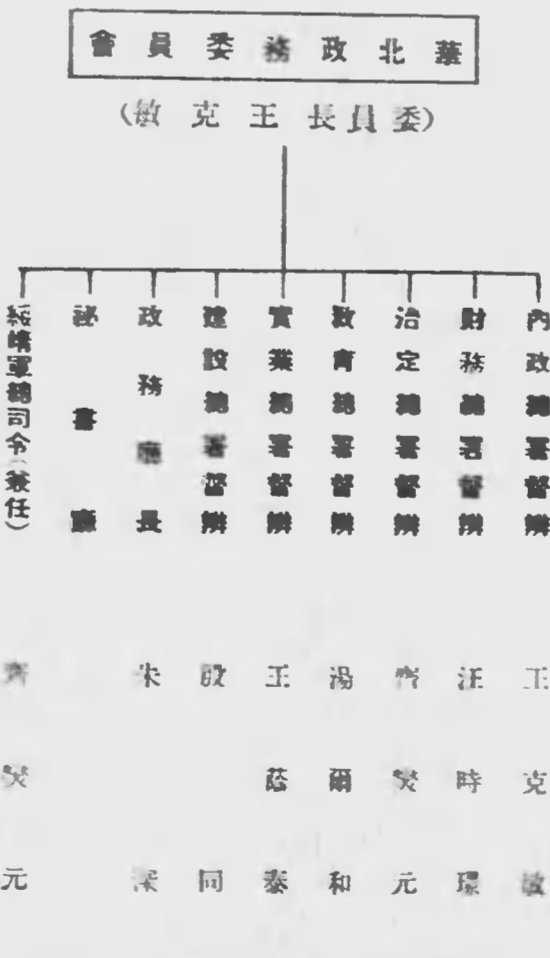 華北政務委員會
(委員長王克敏)
內政總署督辦 王克敏
財務總署督辦 汪時璟
治定總署督辦 齊燮元
敎育總署督辦 湯爾和
實業總署督辦 王蔭泰
建設總署督辦 殷同
政務廳長 朱深
祕書廳
綏靖軍總司令(兼任) 齊燮元